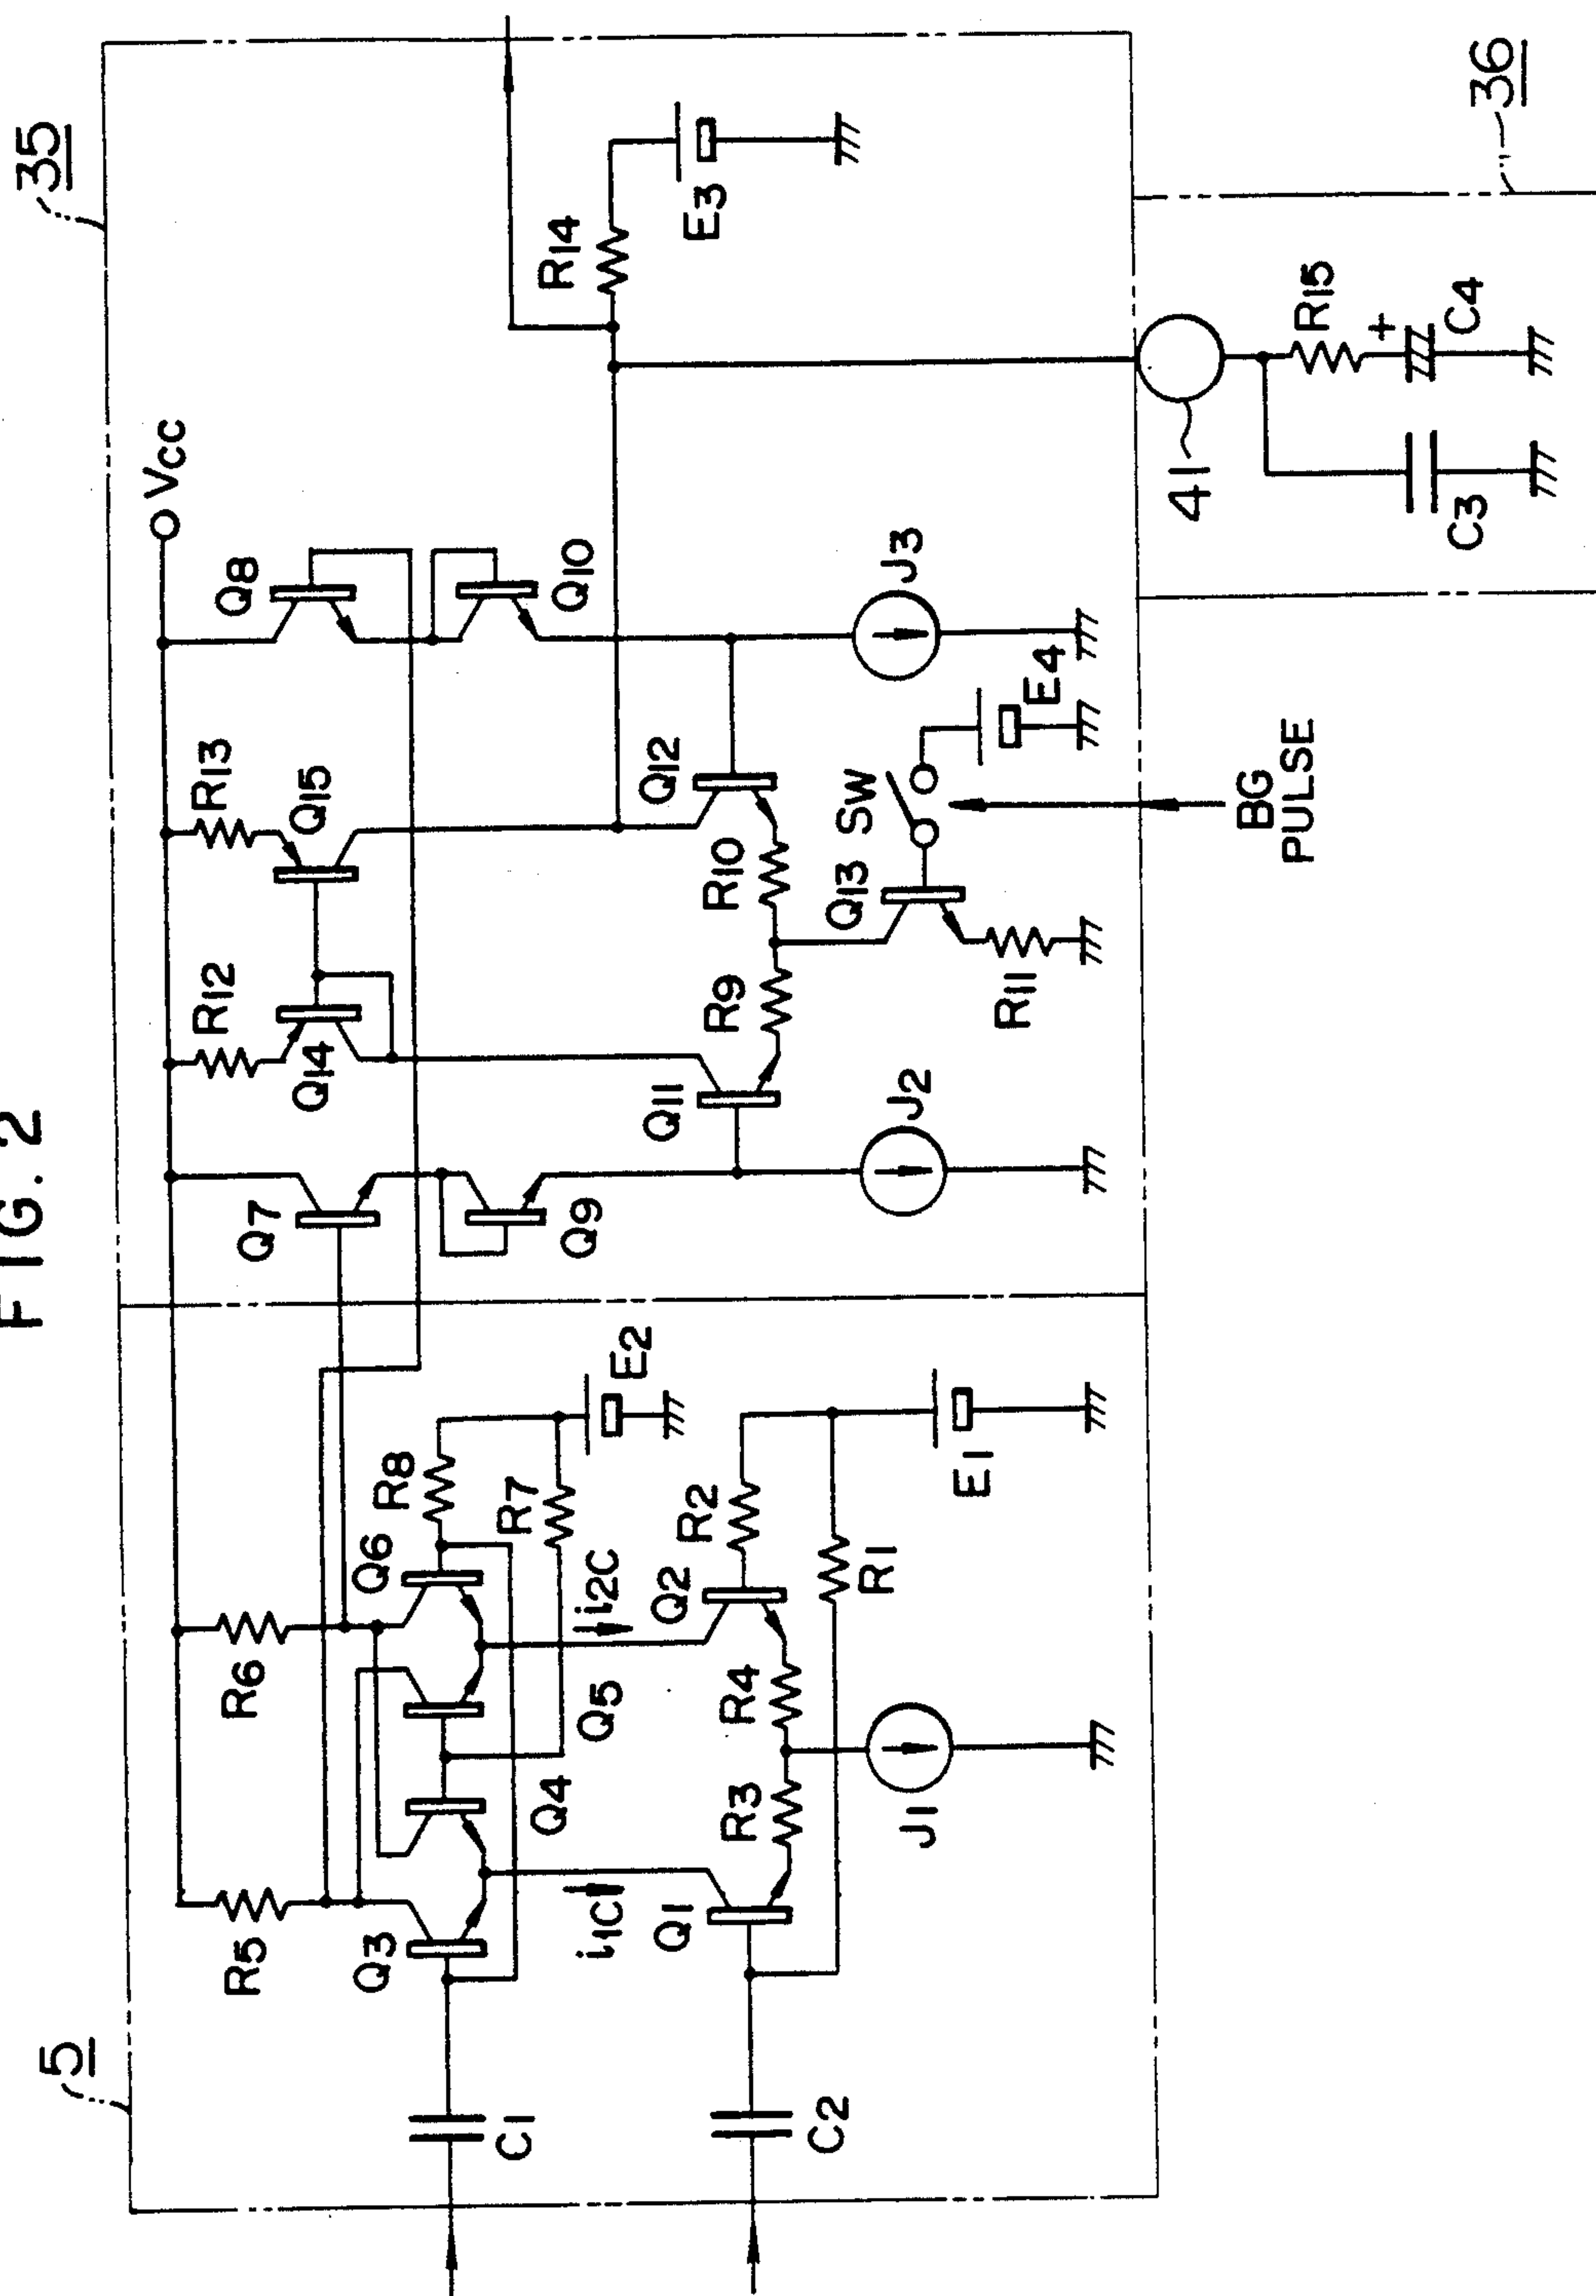 FIG. 2
35
5
36
Vcc
R5
R6
R12
R13
Q7
Q8
Q14
Q15
Q9
Q10
Q3
Q4
Q5
Q6
R8
R7
E2
i1C
i2C
Q1
Q2
R2
R1
R3
R4
E1
J1
C1
C2
Q11
Q12
R9
R10
Q13
SW
R11
E4
J2
J3
R14
E3
BG
PULSE
41
R15
+
C4
C3